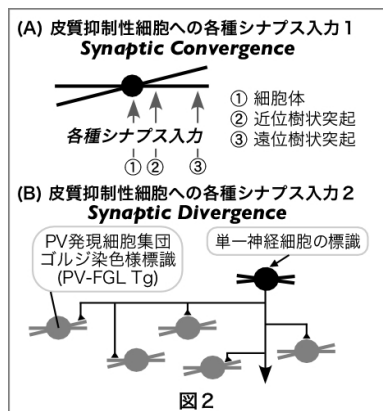 (A) 皮質抑制性細胞への各種シナプス入力1
Synaptic Convergence
① 細胞体
② 近位樹状突起
③ 遠位樹状突起
各種シナプス入力
① ② ③
(B) 皮質抑制性細胞への各種シナプス入力2
Synaptic Divergence
PV発現細胞集団
ゴルジ染色様標識
(PV-FGL Tg)
単一神経細胞の標識
図2